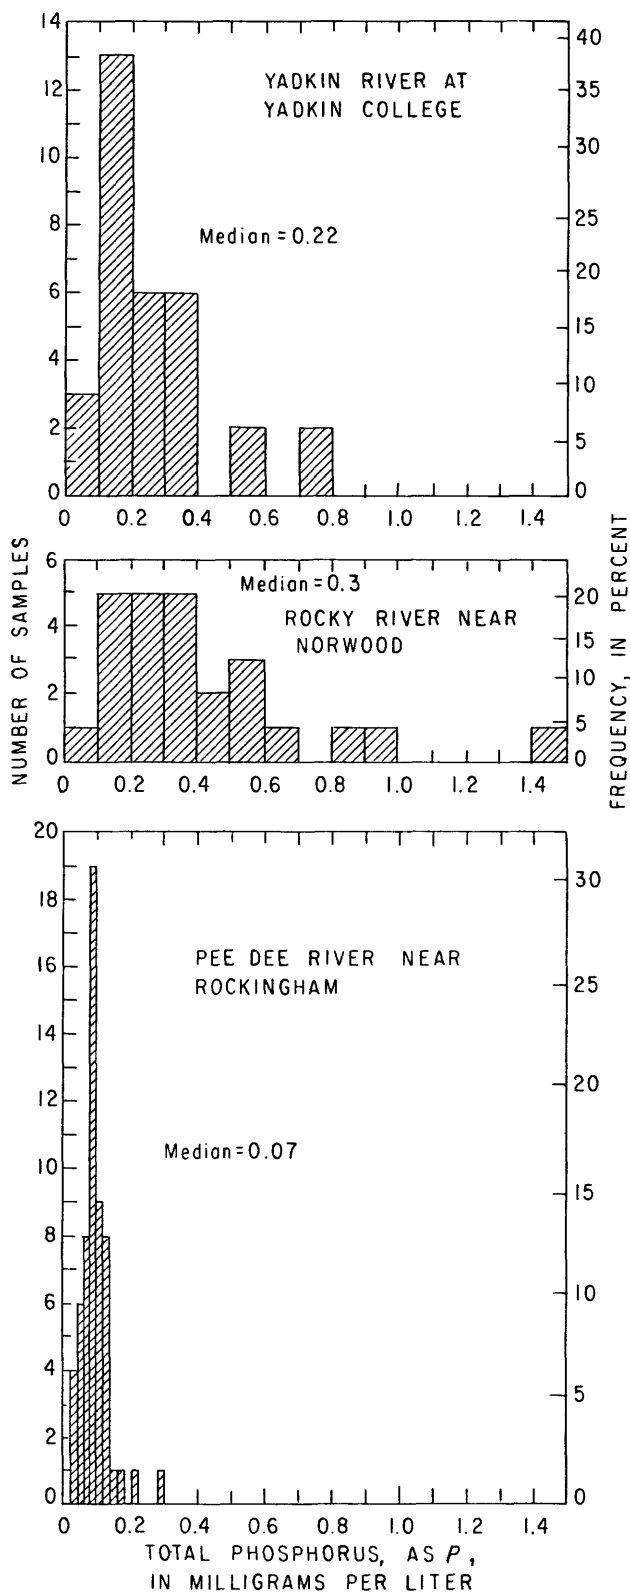 14
12
10
8
6
4
2
0
40
35
30
25
20
15
10
5
0
YADKIN RIVER AT
YADKIN COLLEGE
Median = 0.22
0 0.2 0.4 0.6 0.8 1.0 1.2 1.4
NUMBER OF SAMPLES
FREQUENCY, IN PERCENT
6
4
2
0
20
15
10
5
0
Median = 0.3
ROCKY RIVER NEAR
NORWOOD
0 0.2 0.4 0.6 0.8 1.0 1.2 1.4
20
18
16
14
12
10
8
6
4
2
0
30
25
20
15
10
5
0
PEE DEE RIVER NEAR
ROCKINGHAM
Median = 0.07
0 0.2 0.4 0.6 0.8 1.0 1.2 1.4
TOTAL PHOSPHORUS, AS P,
IN MILLIGRAMS PER LITER